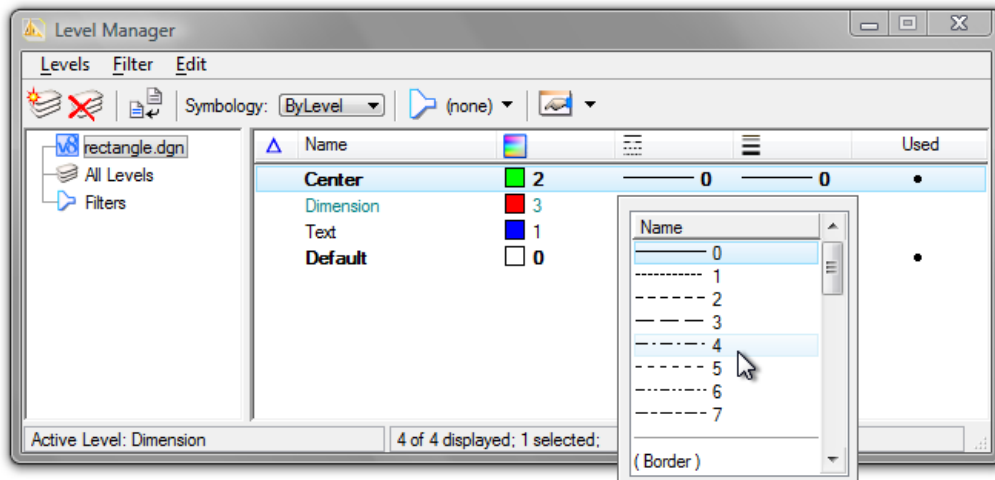 Level Manager
Levels Filter Edit
Symbology: ByLevel (none)
v8 rectangle.dgn
All Levels
Filters
Name Used
Center 2 0 0
Dimension 3
Text 1
Default 0
Name
0
1
2
3
4
5
6
7
( Border )
Active Level: Dimension
4 of 4 displayed; 1 selected;